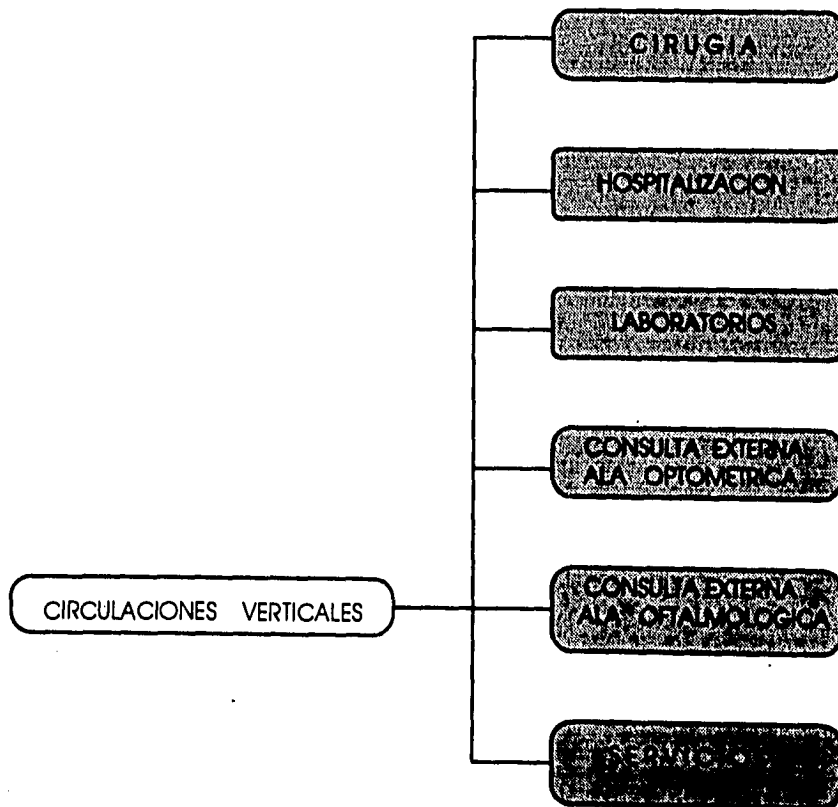 CIRUGIA
HOSPITALIZACION
LABORATORIOS
CONSULTA EXTERNA
ALA OPTOMETRICA
CIRCULACIONES VERTICALES
CONSULTA EXTERNA
ALA OFTALMOLOGICA